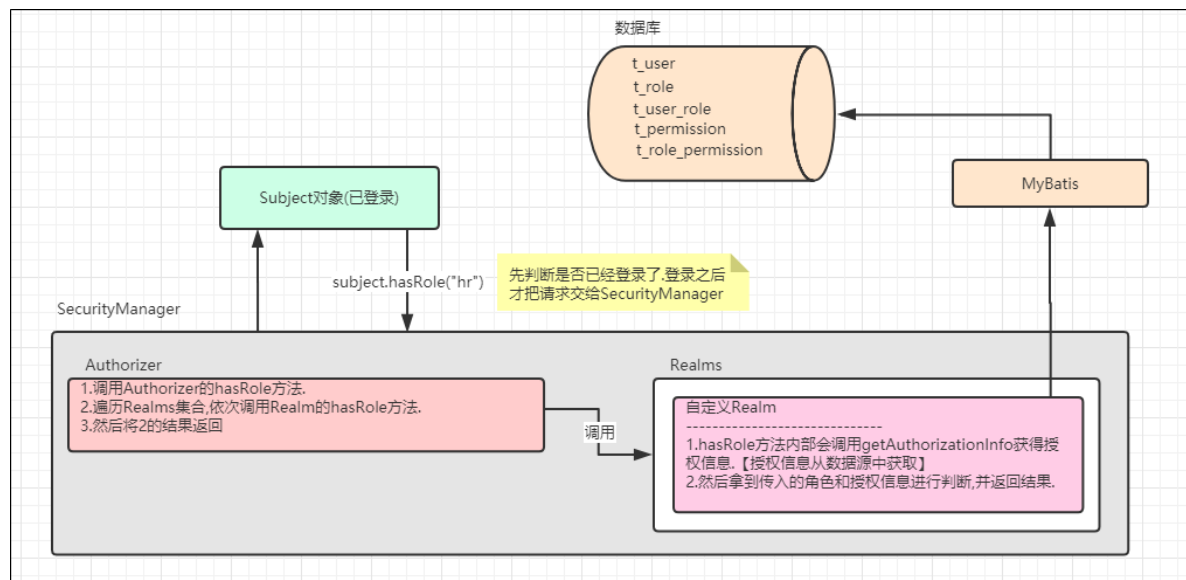 数据库
t_user
t_role
t_user_role
t_permission
t_role_permission
MyBatis
Subject对象(已登录)
subject.hasRole("hr")
先判断是否已经登录了.登录之后
才把请求交给SecurityManager
SecurityManager
Authorizer
1.调用Authorizer的hasRole方法.
2.遍历Realms集合,依次调用Realm的hasRole方法.
3.然后将2的结果返回
调用
Realms
自定义Realm
------------------------------
1.hasRole方法内部会调用getAuthorizationInfo获得授
权信息.【授权信息从数据源中获取】
2.然后拿到传入的角色和授权信息进行判断,并返回结果.